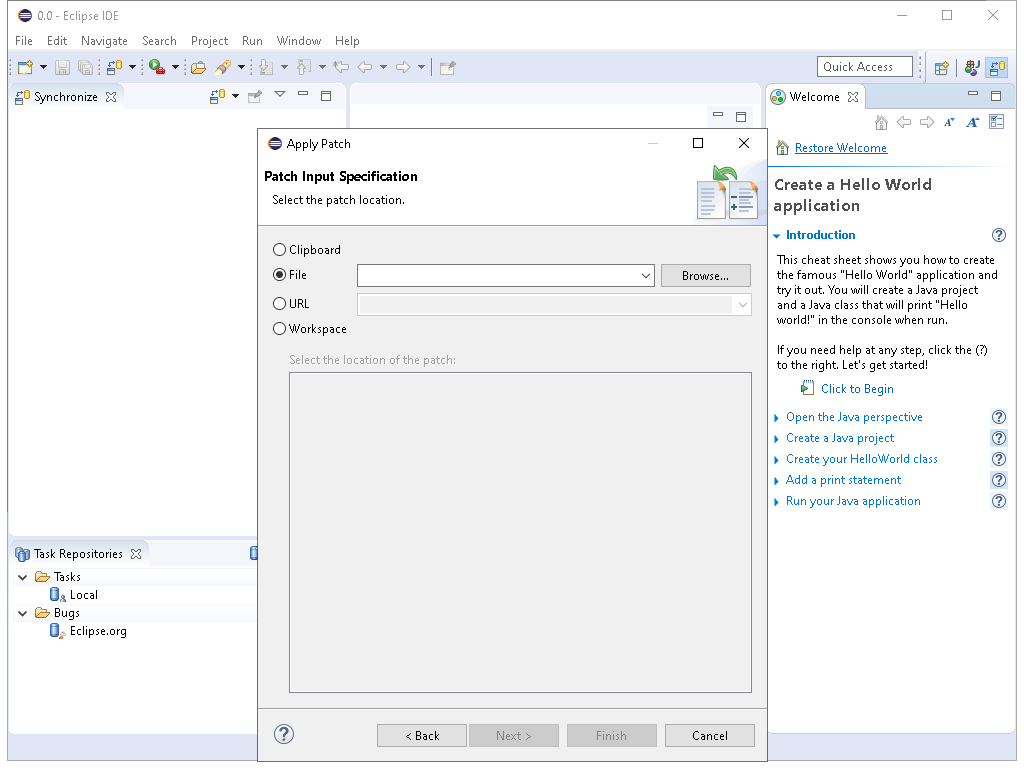 0.0 - Eclipse IDE
File Edit Navigate Search Project Run Window Help
Quick Access
Synchronize
Welcome
Apply Patch
Patch Input Specification
Select the patch location.
Clipboard
File
Browse...
URL
Workspace
Select the location of the patch:
< Back
Next >
Finish
Cancel
Task Repositories
Tasks
Local
Bugs
Eclipse.org
Restore Welcome
Create a Hello World
application
Introduction
This cheat sheet shows you how to create
the famous "Hello World" application and
try it out. You will create a Java project
and a Java class that will print "Hello
world!" in the console when run.
If you need help at any step, click the (?)
to the right. Let's get started!
Click to Begin
Open the Java perspective
Create a Java project
Create your HelloWorld class
Add a print statement
Run your Java application